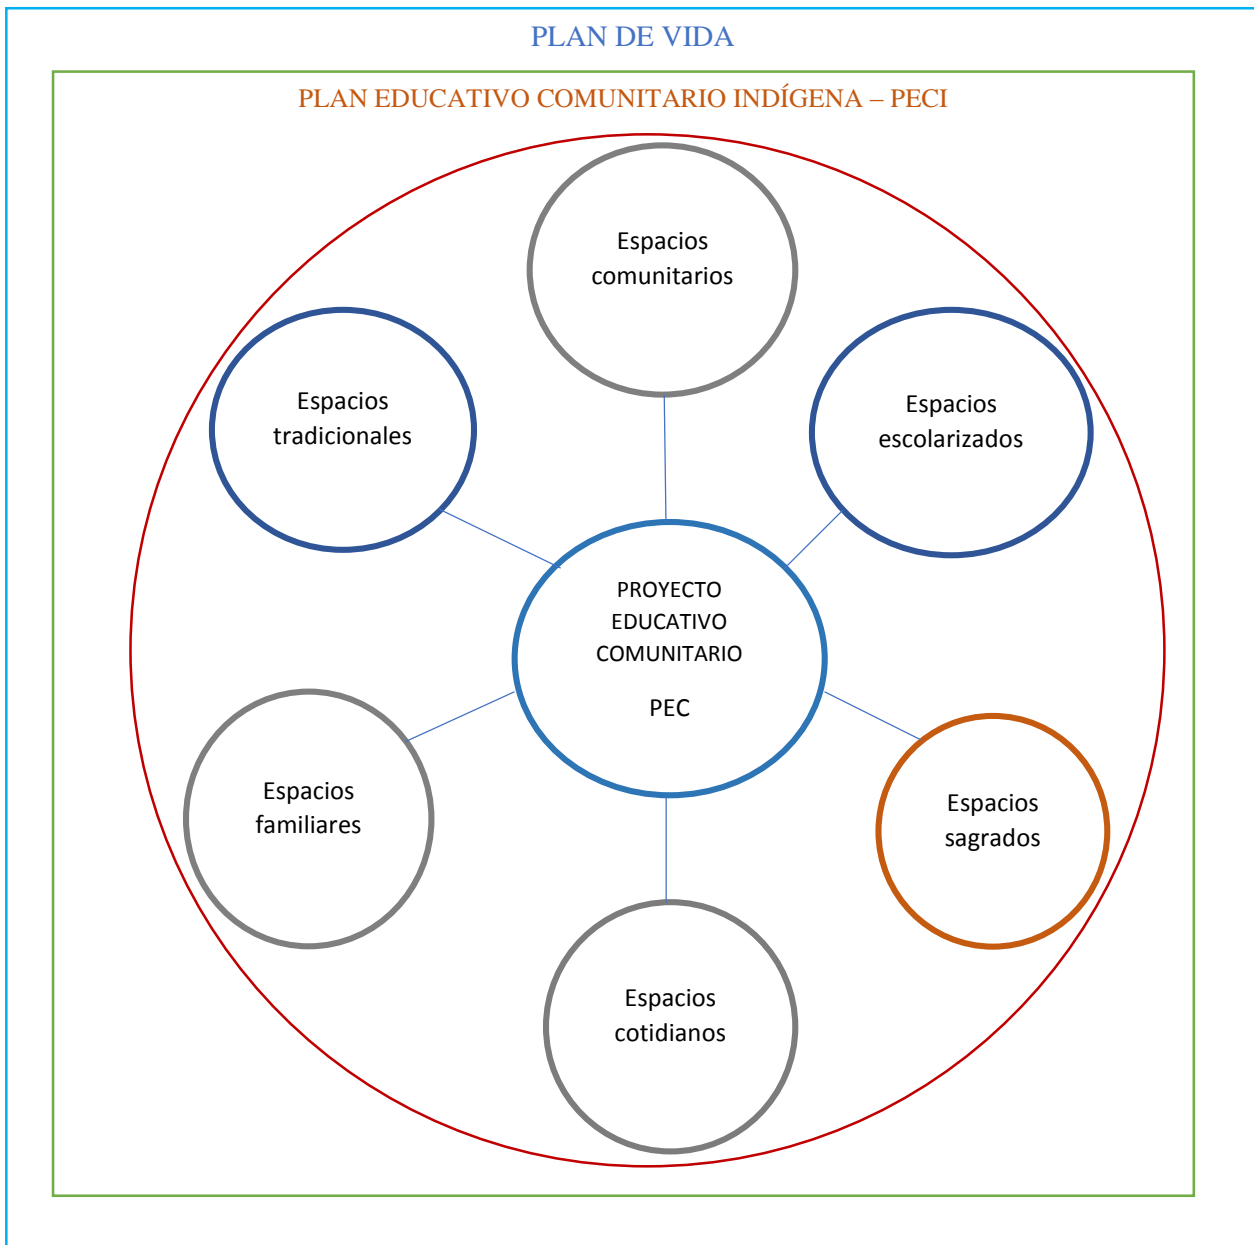 PLAN DE VIDA
PLAN EDUCATIVO COMUNITARIO INDÍGENA – PECI
Espacios
comunitarios
Espacios
tradicionales
Espacios
escolarizados
PROYECTO
EDUCATIVO
COMUNITARIO
PEC
Espacios
familiares
Espacios
sagrados
Espacios
cotidianos